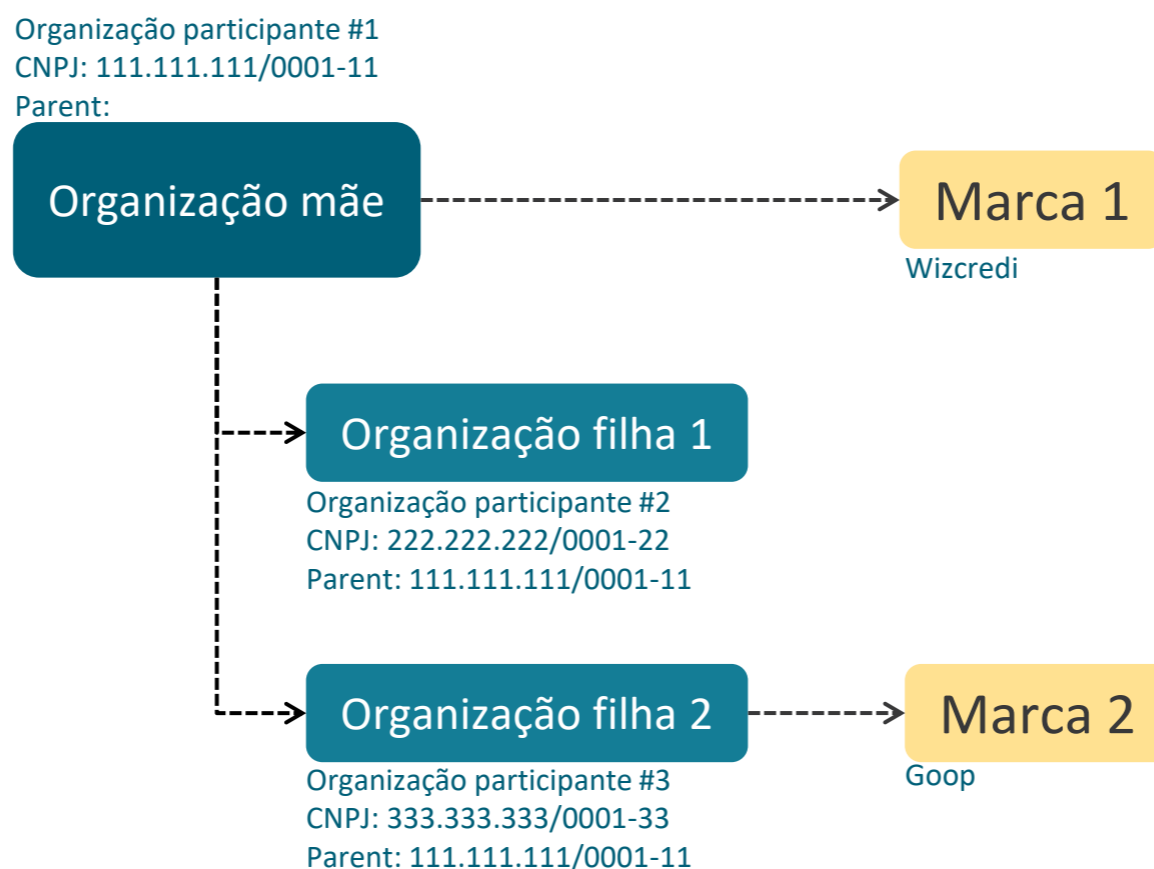 Organização participante #1
CNPJ: 111.111.111/0001-11
Parent:
Organização mãe
Marca 1
Wizcredi
Organização filha 1
Organização participante #2
CNPJ: 222.222.222/0001-22
Parent: 111.111.111/0001-11
Organização filha 2
Marca 2
Goop
Organização participante #3
CNPJ: 333.333.333/0001-33
Parent: 111.111.111/0001-11